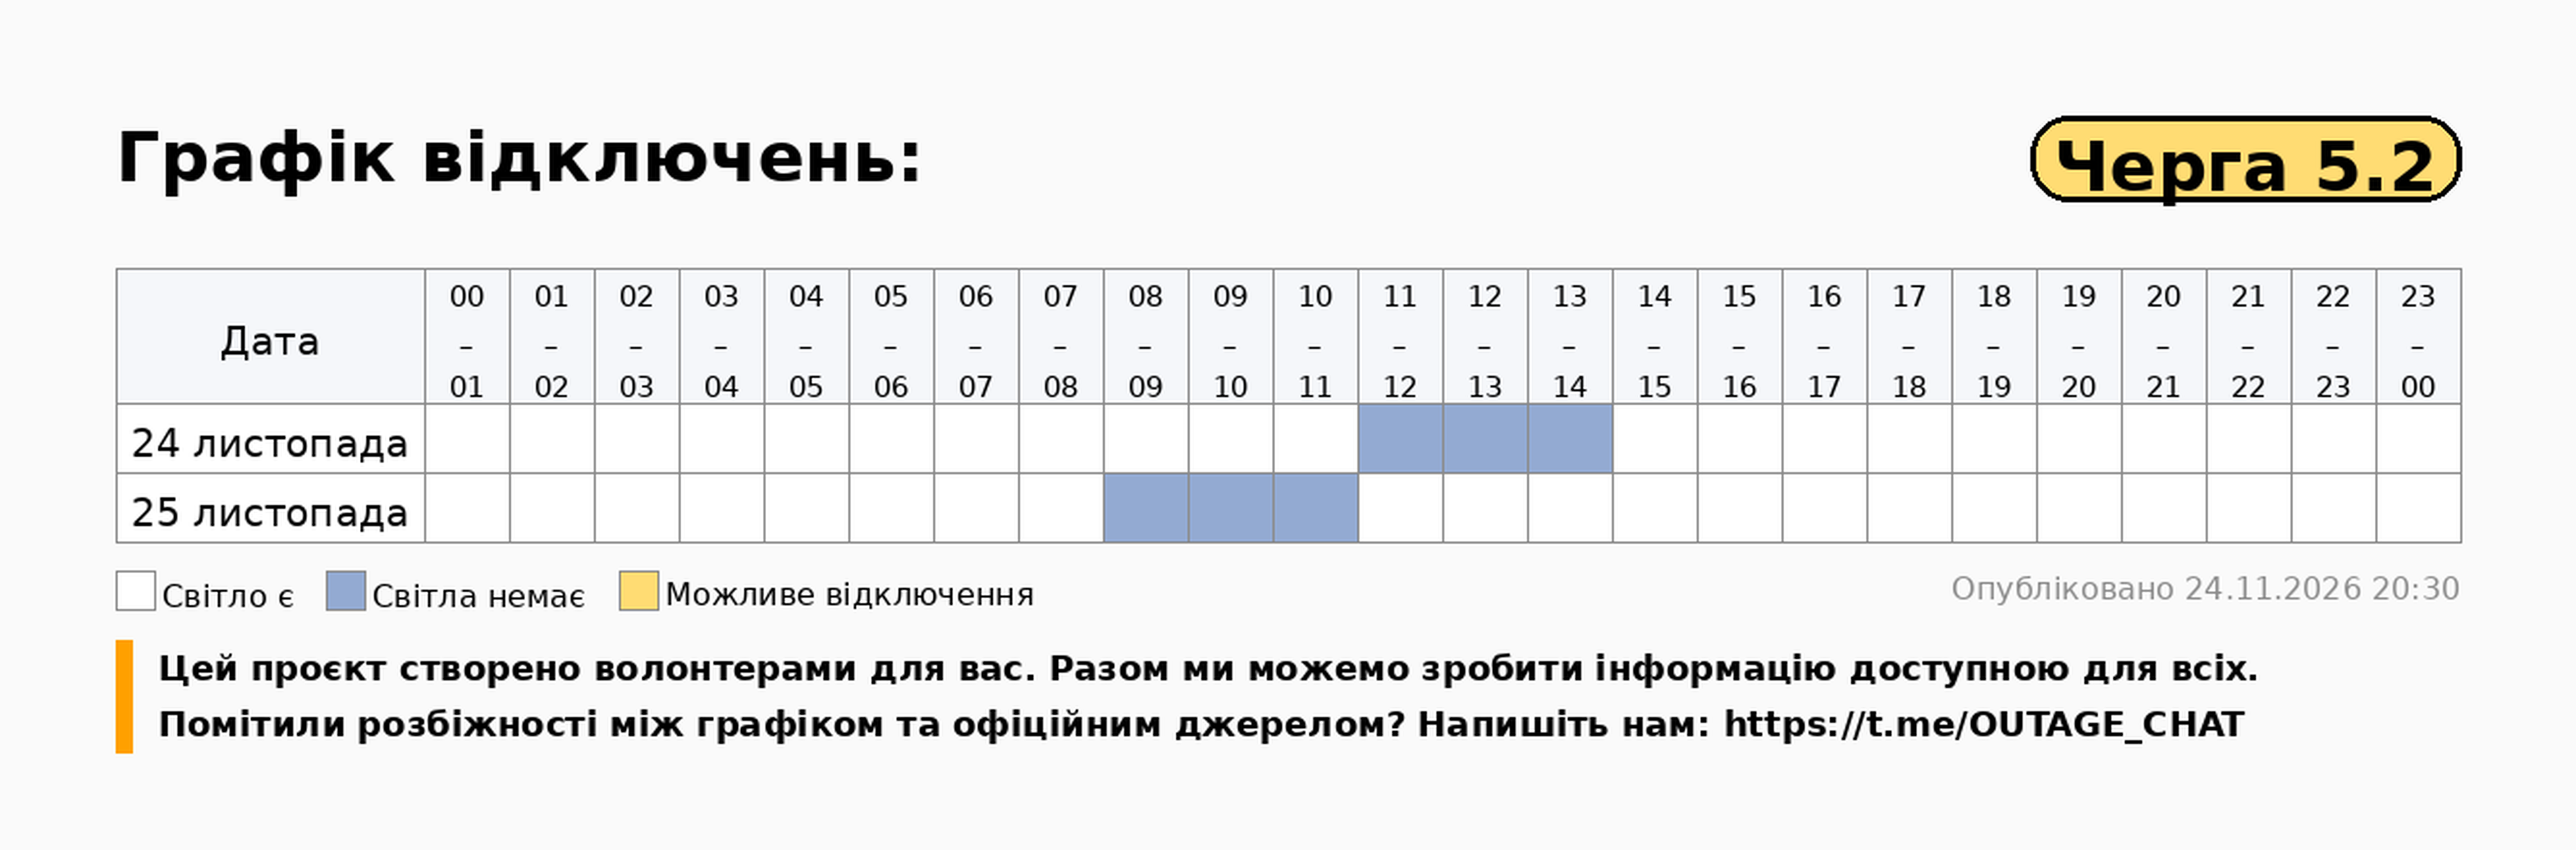 Графік відключень:
Черга 5.2
Дата 00 – 01 01 – 02 02 – 03 03 – 04 04 – 05 05 – 06 06 – 07 07 – 08 08 – 09 09 – 10 10 – 11 11 – 12 12 – 13 13 – 14 14 – 15 15 – 16 16 – 17 17 – 18 18 – 19 19 – 20 20 – 21 21 – 22 22 – 23 23 – 00
24 листопада
25 листопада
Світло є Світла немає Можливе відключення
Опубліковано 24.11.2026 20:30
Цей проєкт створено волонтерами для вас. Разом ми можемо зробити інформацію доступною для всіх.
Помітили розбіжності між графіком та офіційним джерелом? Напишіть нам: https://t.me/OUTAGE_CHAT